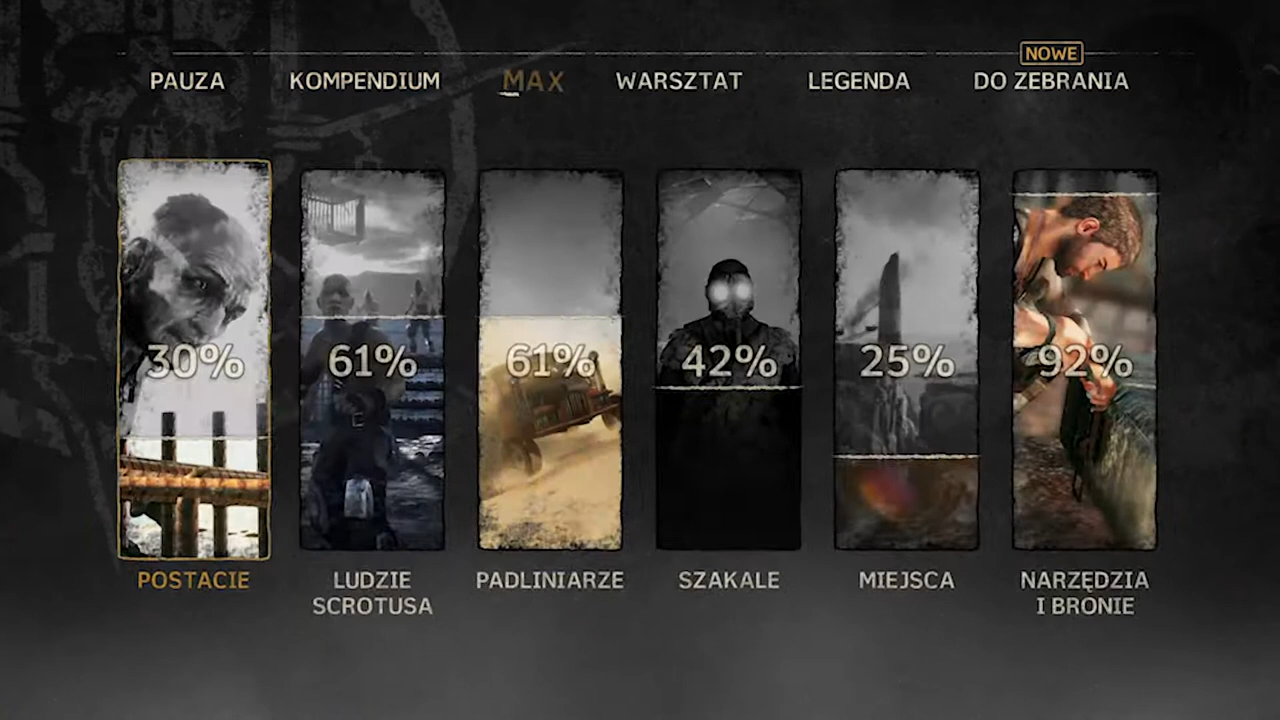 NOWE
PAUZA KOMPENDIUM MAX WARSZTAT LEGENDA DO ZEBRANIA
30% 61% 61% 42% 25% 92%
POSTACIE LUDZIE SCROTUSA PADLINIARZE SZAKALE MIEJSCA NARZĘDZIA I BRONIE